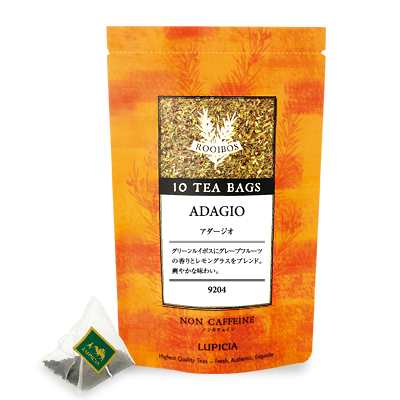 ROOIBOS
10 TEA BAGS
ADAGIO
アダージオ
グリーンルイボスにグレープフルーツ
の香りとレモングラスをブレンド。
爽やかな味わい。
9204
NON CAFFEINE
ノンカフェイン
LUPICIA
Highest Quality Teas – Fresh, Authentic, Exquisite
LUPICIA